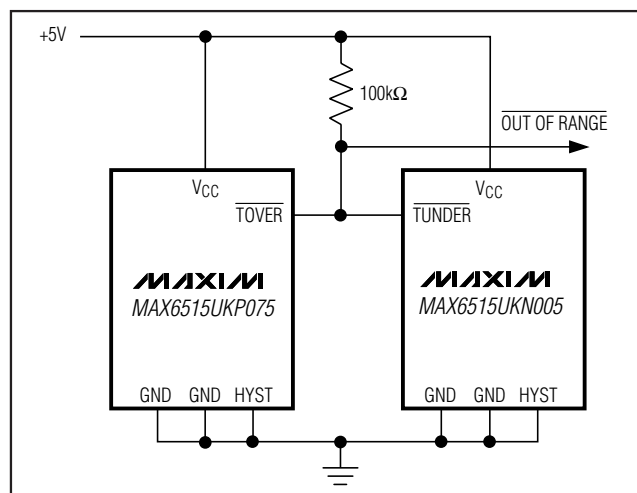 +5V
100kΩ
OUT OF RANGE
VCC
TOVER
MAXIM
MAX6515UKP075
GND GND HYST
VCC
TUNDER
MAXIM
MAX6515UKN005
GND GND HYST